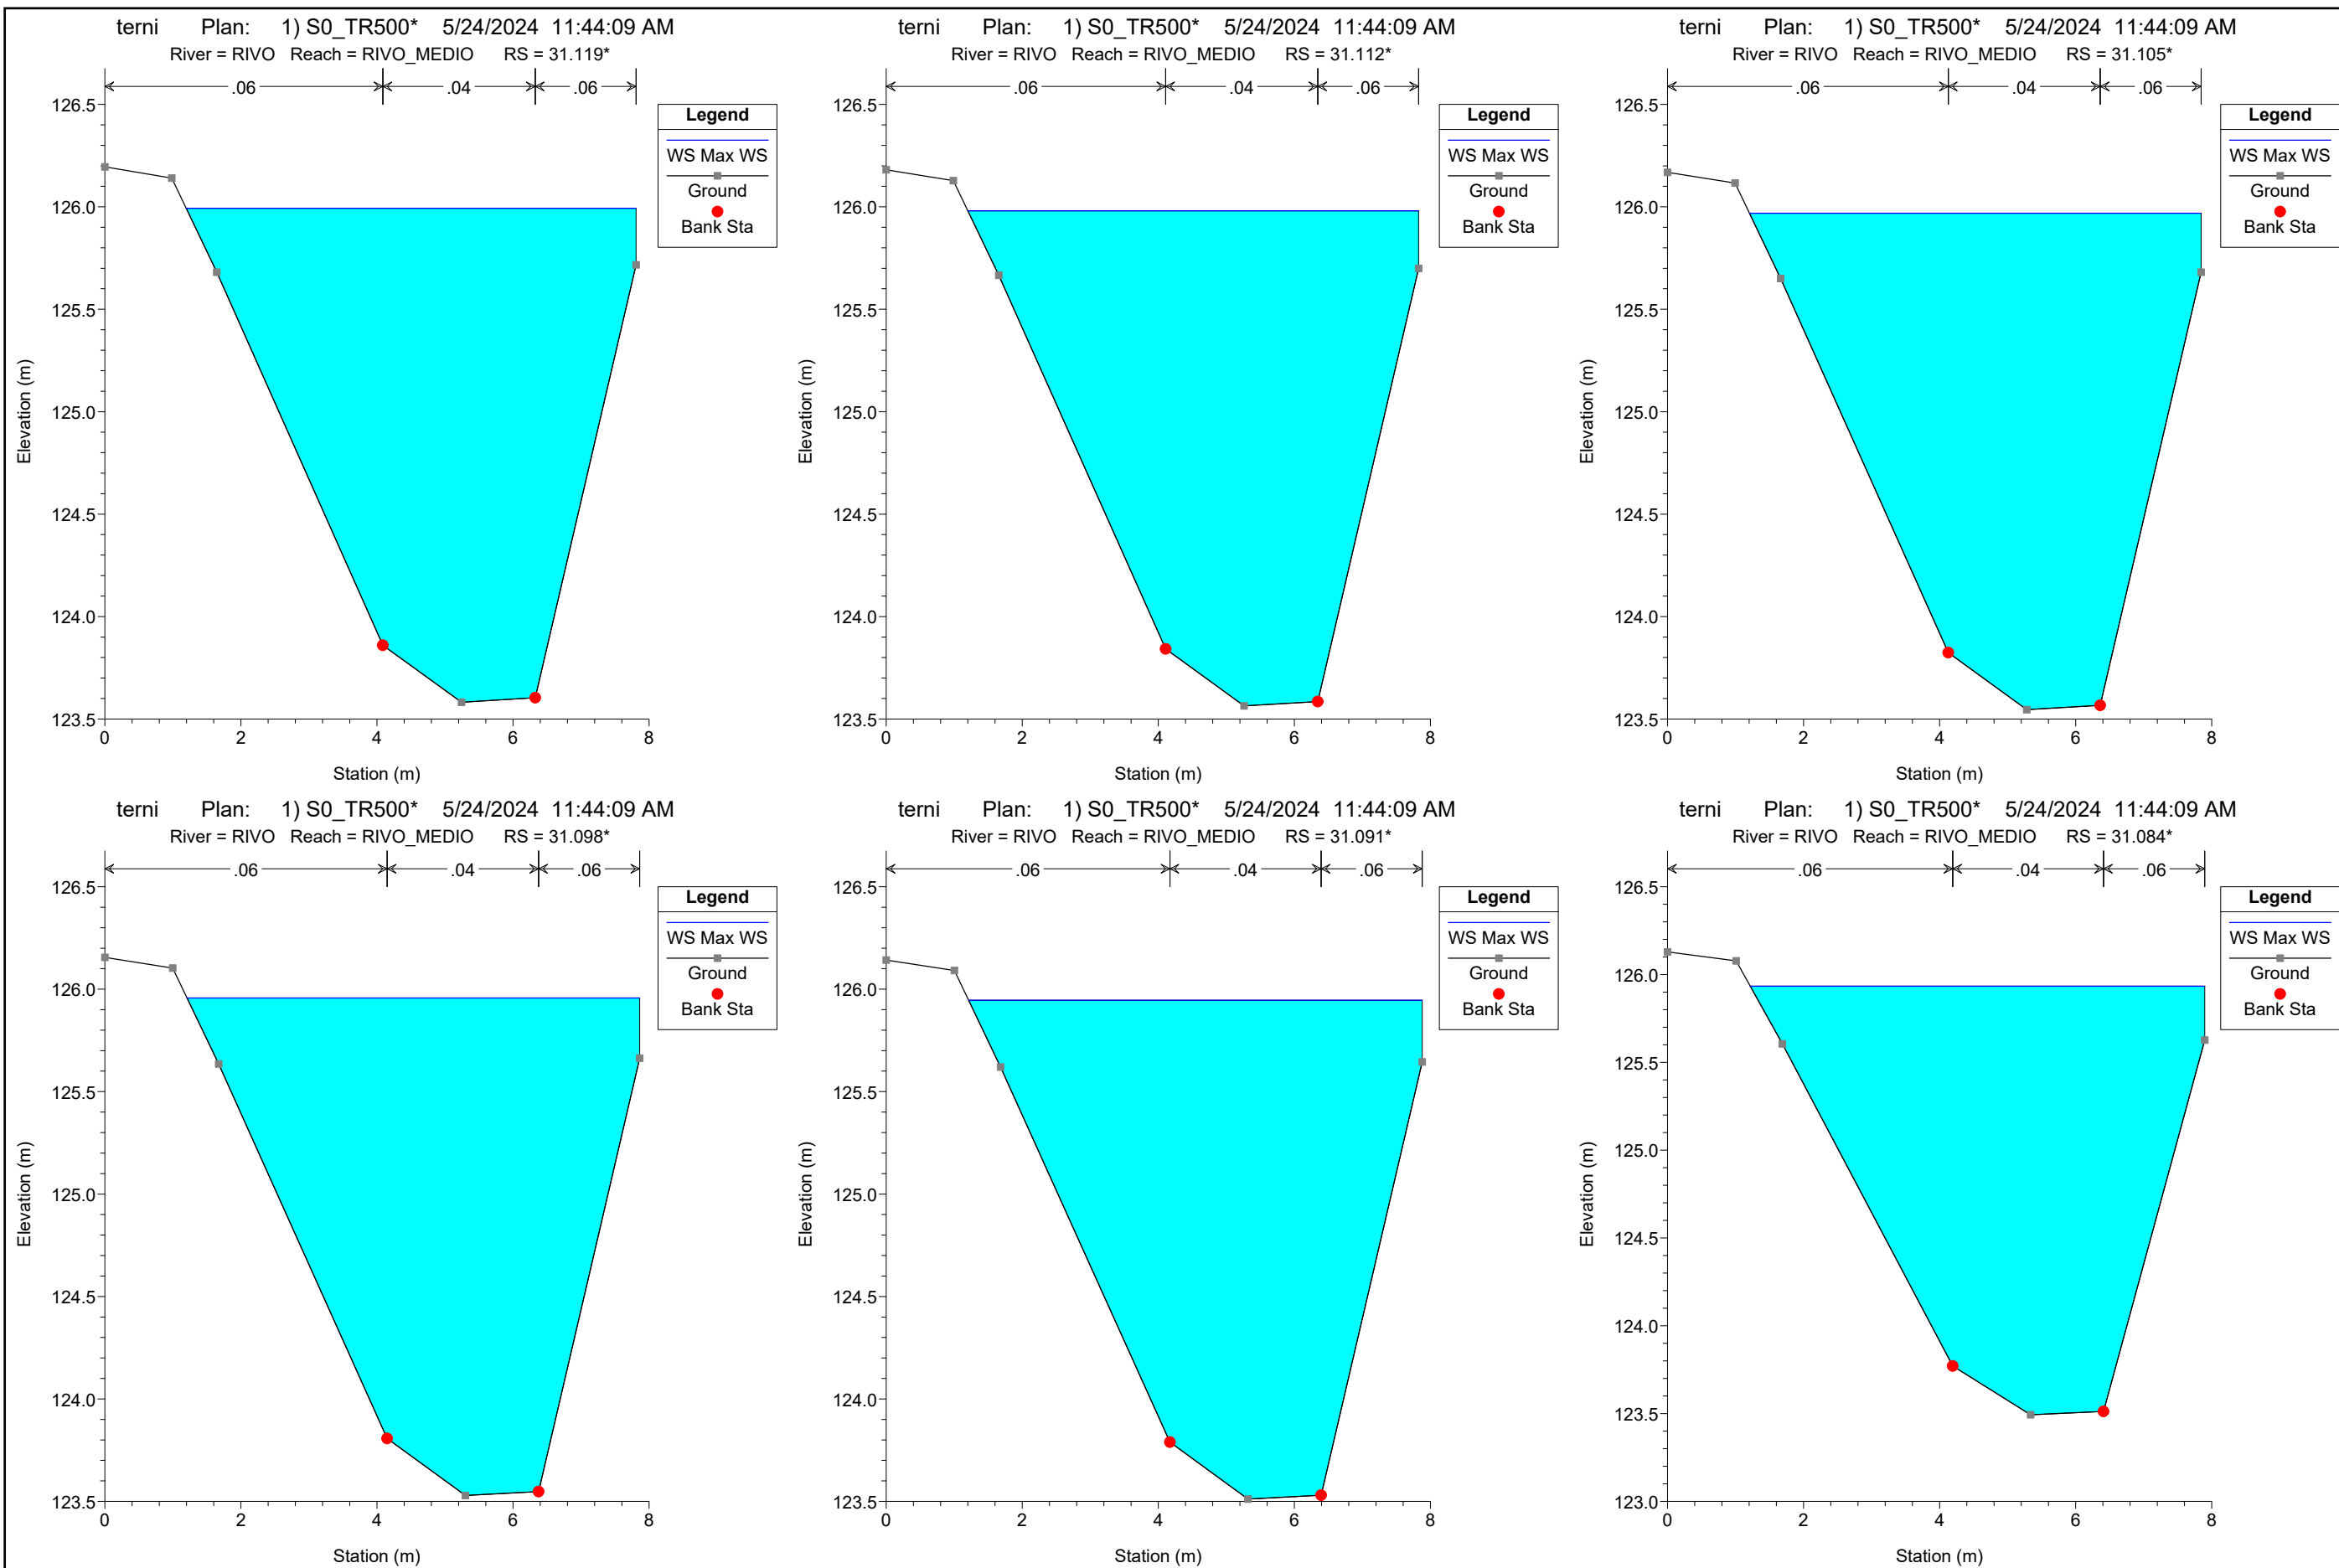 terni Plan: 1) S0_TR500* 5/24/2024 11:44:09 AM
River = RIVO Reach = RIVO_MEDIO RS = 31.119*
.06 .04 .06
Legend
WS Max WS
Ground
Bank Sta
126.5
126.0
125.5
125.0
124.5
124.0
123.5
Elevation (m)
0 2 4 6 8
Station (m)
terni Plan: 1) S0_TR500* 5/24/2024 11:44:09 AM
River = RIVO Reach = RIVO_MEDIO RS = 31.112*
.06 .04 .06
Legend
WS Max WS
Ground
Bank Sta
126.5
126.0
125.5
125.0
124.5
124.0
123.5
Elevation (m)
0 2 4 6 8
Station (m)
terni Plan: 1) S0_TR500* 5/24/2024 11:44:09 AM
River = RIVO Reach = RIVO_MEDIO RS = 31.105*
.06 .04 .06
Legend
WS Max WS
Ground
Bank Sta
126.5
126.0
125.5
125.0
124.5
124.0
123.5
Elevation (m)
0 2 4 6 8
Station (m)
terni Plan: 1) S0_TR500* 5/24/2024 11:44:09 AM
River = RIVO Reach = RIVO_MEDIO RS = 31.098*
.06 .04 .06
Legend
WS Max WS
Ground
Bank Sta
126.5
126.0
125.5
125.0
124.5
124.0
123.5
Elevation (m)
0 2 4 6 8
Station (m)
terni Plan: 1) S0_TR500* 5/24/2024 11:44:09 AM
River = RIVO Reach = RIVO_MEDIO RS = 31.091*
.06 .04 .06
Legend
WS Max WS
Ground
Bank Sta
126.5
126.0
125.5
125.0
124.5
124.0
123.5
Elevation (m)
0 2 4 6 8
Station (m)
terni Plan: 1) S0_TR500* 5/24/2024 11:44:09 AM
River = RIVO Reach = RIVO_MEDIO RS = 31.084*
.06 .04 .06
Legend
WS Max WS
Ground
Bank Sta
126.5
126.0
125.5
125.0
124.5
124.0
123.5
123.0
Elevation (m)
0 2 4 6 8
Station (m)